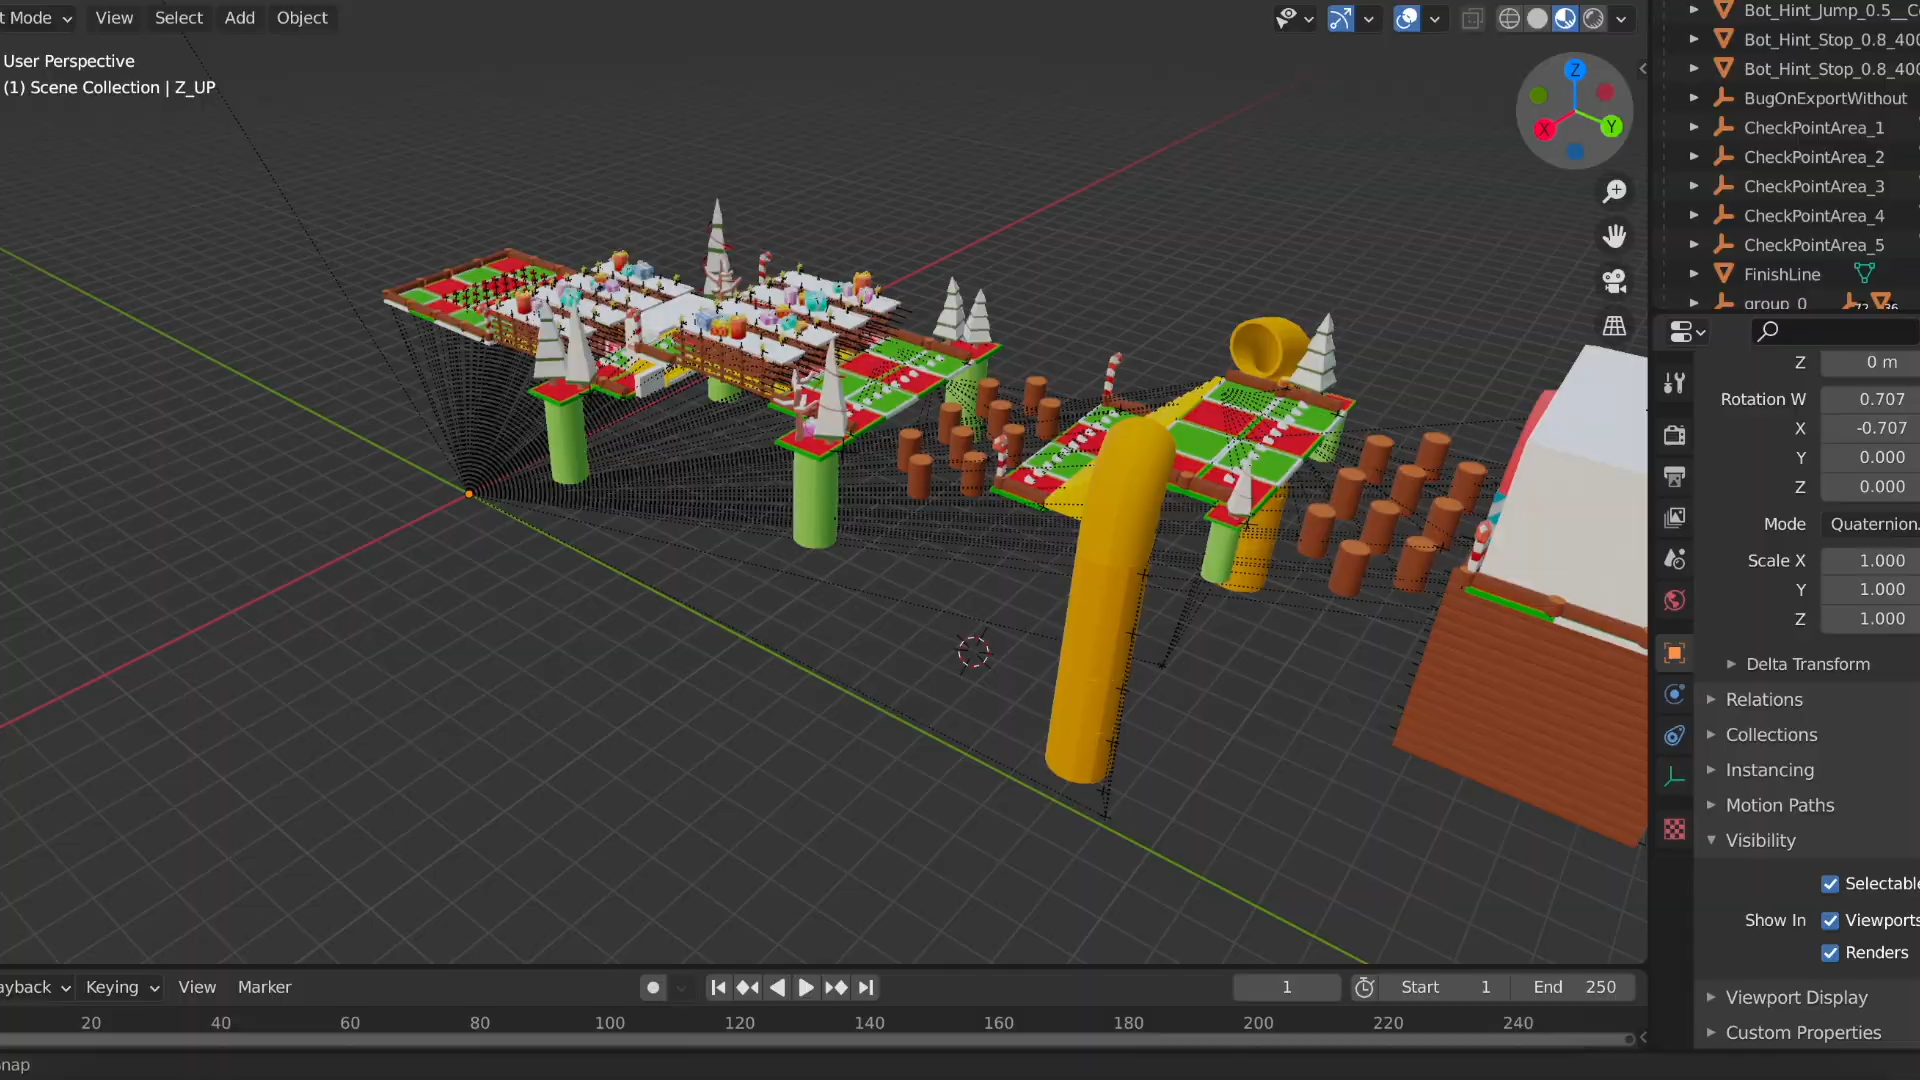 t Mode View Select Add Object
User Perspective
(1) Scene Collection | Z_UP
Z
X
Y
Bot_Hint_Jump_0.5__C
Bot_Hint_Stop_0.8_400
Bot_Hint_Stop_0.8_400
BugOnExportWithout
CheckPointArea_1
CheckPointArea_2
CheckPointArea_3
CheckPointArea_4
CheckPointArea_5
FinishLine
group_0 72 36
Z 0 m
Rotation W 0.707
X -0.707
Y 0.000
Z 0.000
Mode Quaternion
Scale X 1.000
Y 1.000
Z 1.000
Delta Transform
Relations
Collections
Instancing
Motion Paths
Visibility
Selectable
Show In Viewports
Renders
Viewport Display
Custom Properties
ayback Keying View Marker 1 Start 1 End 250
20 40 60 80 100 120 140 160 180 200 220 240
nap